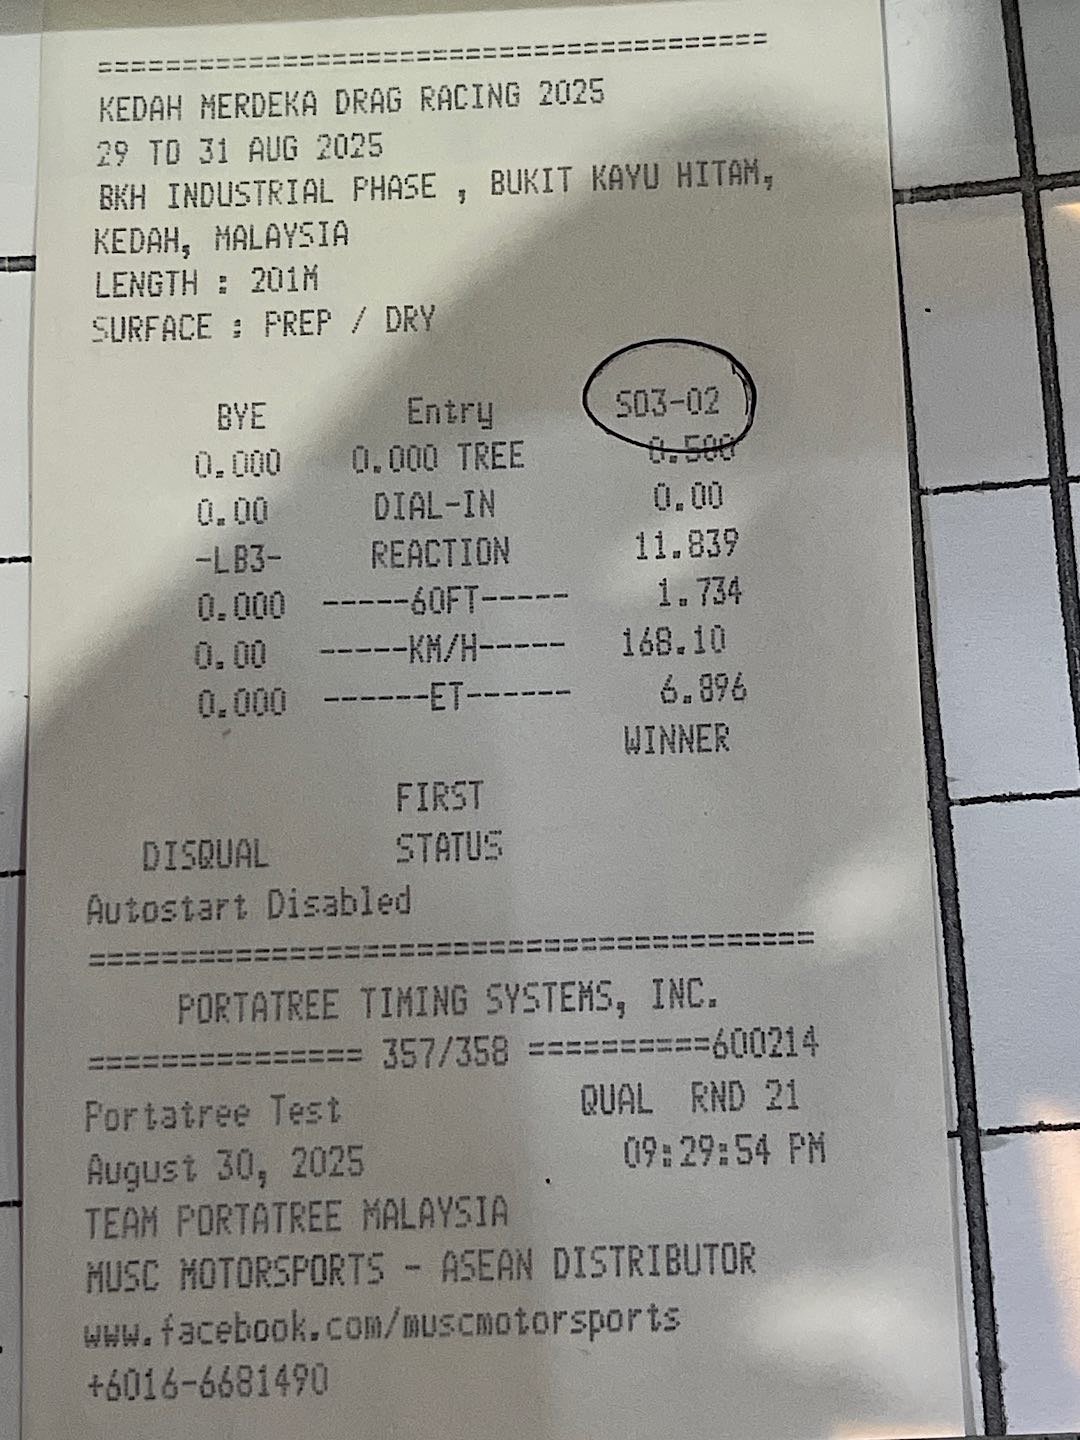 ======================================
KEDAH MERDEKA DRAG RACING 2025
29 TO 31 AUG 2025
BKH INDUSTRIAL PHASE , BUKIT KAYU HITAM,
KEDAH, MALAYSIA
LENGTH : 201M
SURFACE : PREP / DRY
BYE Entry S03-02
0.000 0.000 TREE 0.500
0.00 DIAL-IN 0.00
-LB3- REACTION 11.839
0.000 -----60FT----- 1.734
0.00 -----KM/H----- 168.10
0.000 ------ET------ 6.896
WINNER
FIRST
DISQUAL STATUS
Autostart Disabled
========================================
PORTATREE TIMING SYSTEMS, INC.
=============== 357/358 ==========600214
Portatree Test QUAL RND 21
August 30, 2025 09:29:54 PM
TEAM PORTATREE MALAYSIA
MUSC MOTORSPORTS - ASEAN DISTRIBUTOR
www.facebook.com/muscmotorsports
+6016-6681490